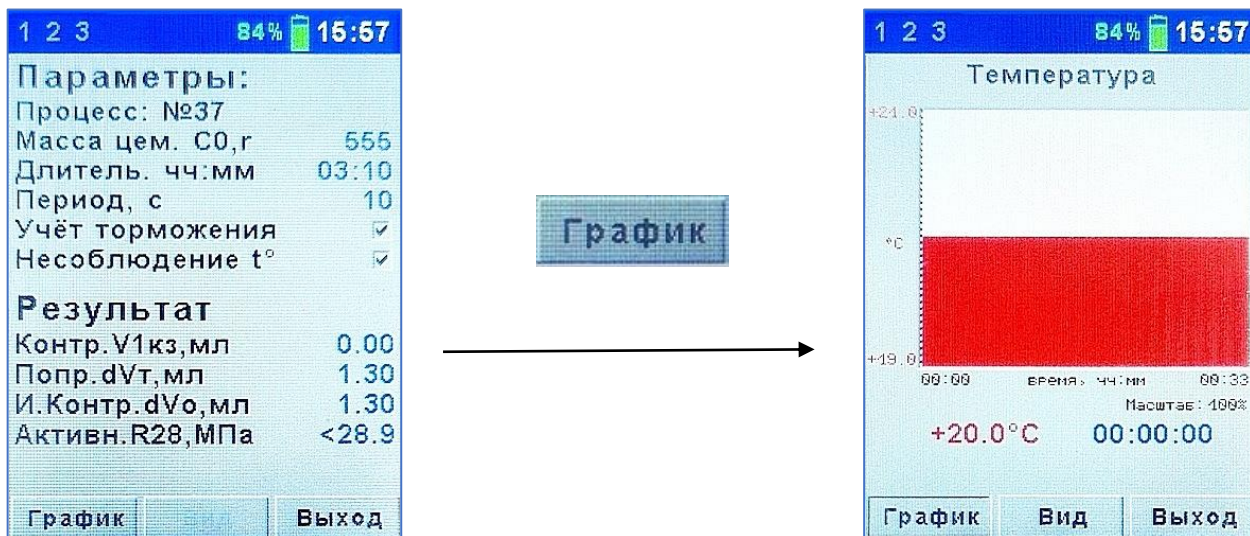 1 2 3 84% 15:57
Параметры:
Процесс: №37
Масса цем. C0,г 555
Длитель. чч:мм 03:10
Период, с 10
Учёт торможения
Несоблюдение t°
Результат
Контр.V1кз,мл 0.00
Попр.dVт,мл 1.30
И.Контр.dVо,мл 1.30
Активн.R28,МПа <28.9
График Вид Выход
График
1 2 3 84% 15:57
Температура
+21.0
°C
+19.0
00:00 время, чч:мм 00:33
Масштаб: 100%
+20.0°C 00:00:00
График Вид Выход